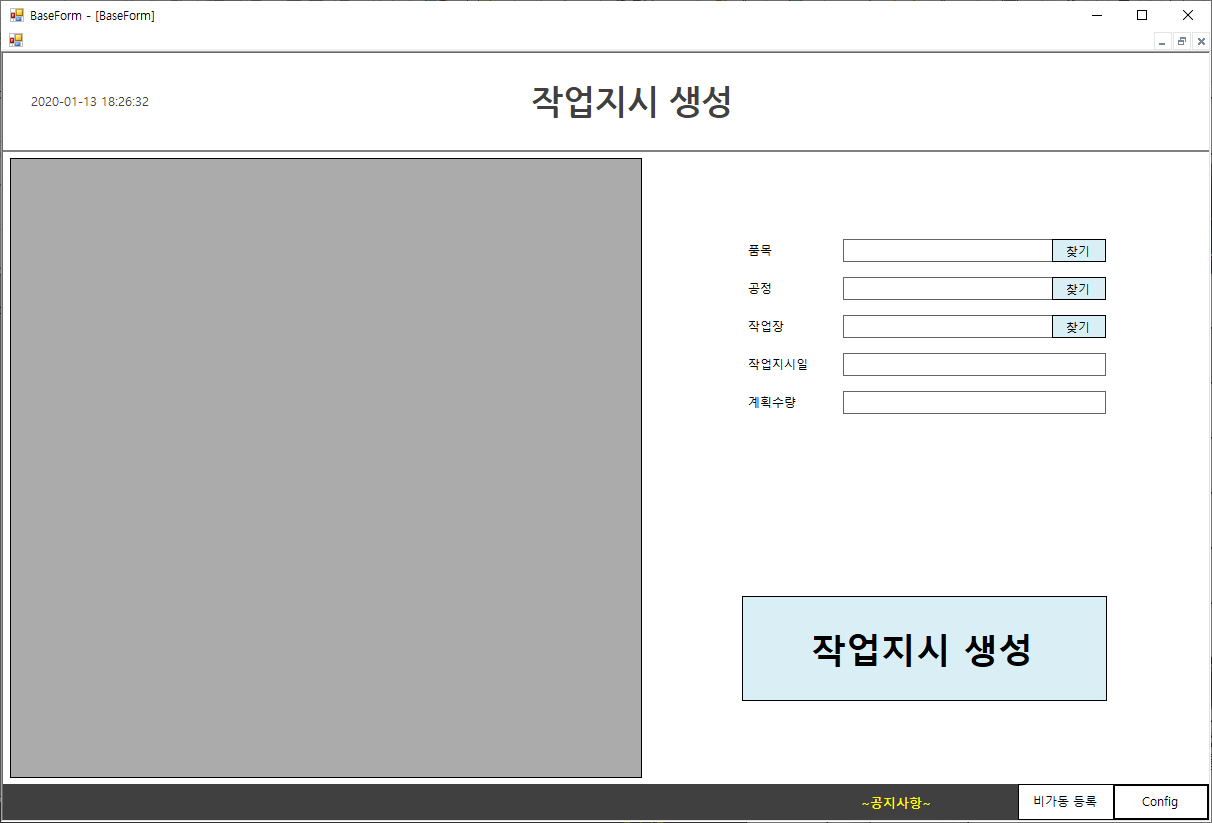 BaseForm - [BaseForm]
2020-01-13 18:26:32
작업지시 생성
품목
찾기
공정
찾기
작업장
찾기
작업지시일
계획수량
작업지시 생성
~공지사항~
비가동 등록
Config